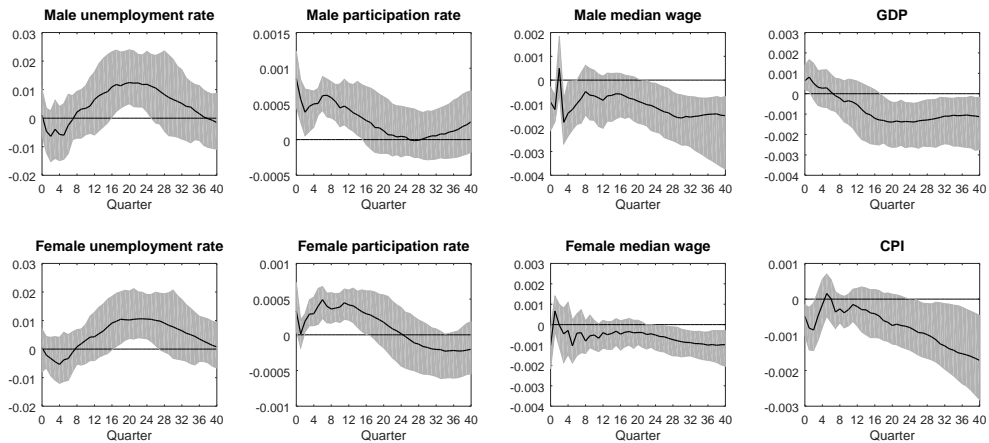 Male unemployment rate
0.03
0.02
0.01
0
-0.01
-0.02
0 4 8 12 16 20 24 28 32 36 40
Quarter
Male participation rate
0.0015
0.001
0.0005
0
-0.0005
0 4 8 12 16 20 24 28 32 36 40
Quarter
Male median wage
0.002
0.001
0
-0.001
-0.002
-0.003
-0.004
0 4 8 12 16 20 24 28 32 36 40
Quarter
GDP
0.003
0.002
0.001
0
-0.001
-0.002
-0.003
-0.004
0 4 8 12 16 20 24 28 32 36 40
Quarter
Female unemployment rate
0.03
0.02
0.01
0
-0.01
-0.02
0 4 8 12 16 20 24 28 32 36 40
Quarter
Female participation rate
0.001
0.0005
0
-0.0005
-0.001
0 4 8 12 16 20 24 28 32 36 40
Quarter
Female median wage
0.003
0.002
0.001
0
-0.001
-0.002
-0.003
-0.004
0 4 8 12 16 20 24 28 32 36 40
Quarter
CPI
0.001
0
-0.001
-0.002
-0.003
0 4 8 12 16 20 24 28 32 36 40
Quarter